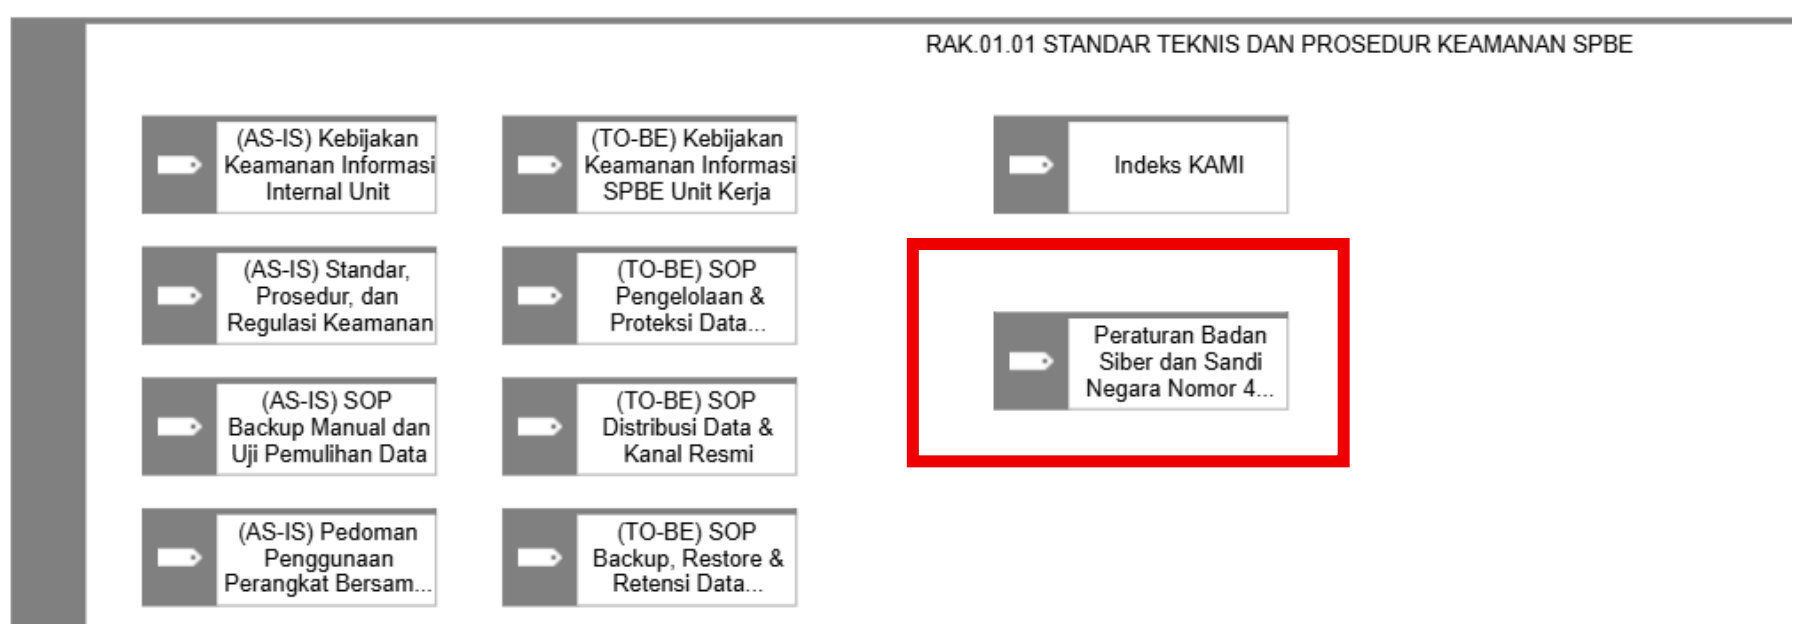 RAK.01.01 STANDAR TEKNIS DAN PROSEDUR KEAMANAN SPBE
(AS-IS) Kebijakan
Keamanan Informasi
Internal Unit
(TO-BE) Kebijakan
Keamanan Informasi
SPBE Unit Kerja
Indeks KAMI
(AS-IS) Standar,
Prosedur, dan
Regulasi Keamanan
(TO-BE) SOP
Pengelolaan &
Proteksi Data...
Peraturan Badan
Siber dan Sandi
Negara Nomor 4...
(AS-IS) SOP
Backup Manual dan
Uji Pemulihan Data
(TO-BE) SOP
Distribusi Data &
Kanal Resmi
(AS-IS) Pedoman
Penggunaan
Perangkat Bersam...
(TO-BE) SOP
Backup, Restore &
Retensi Data...